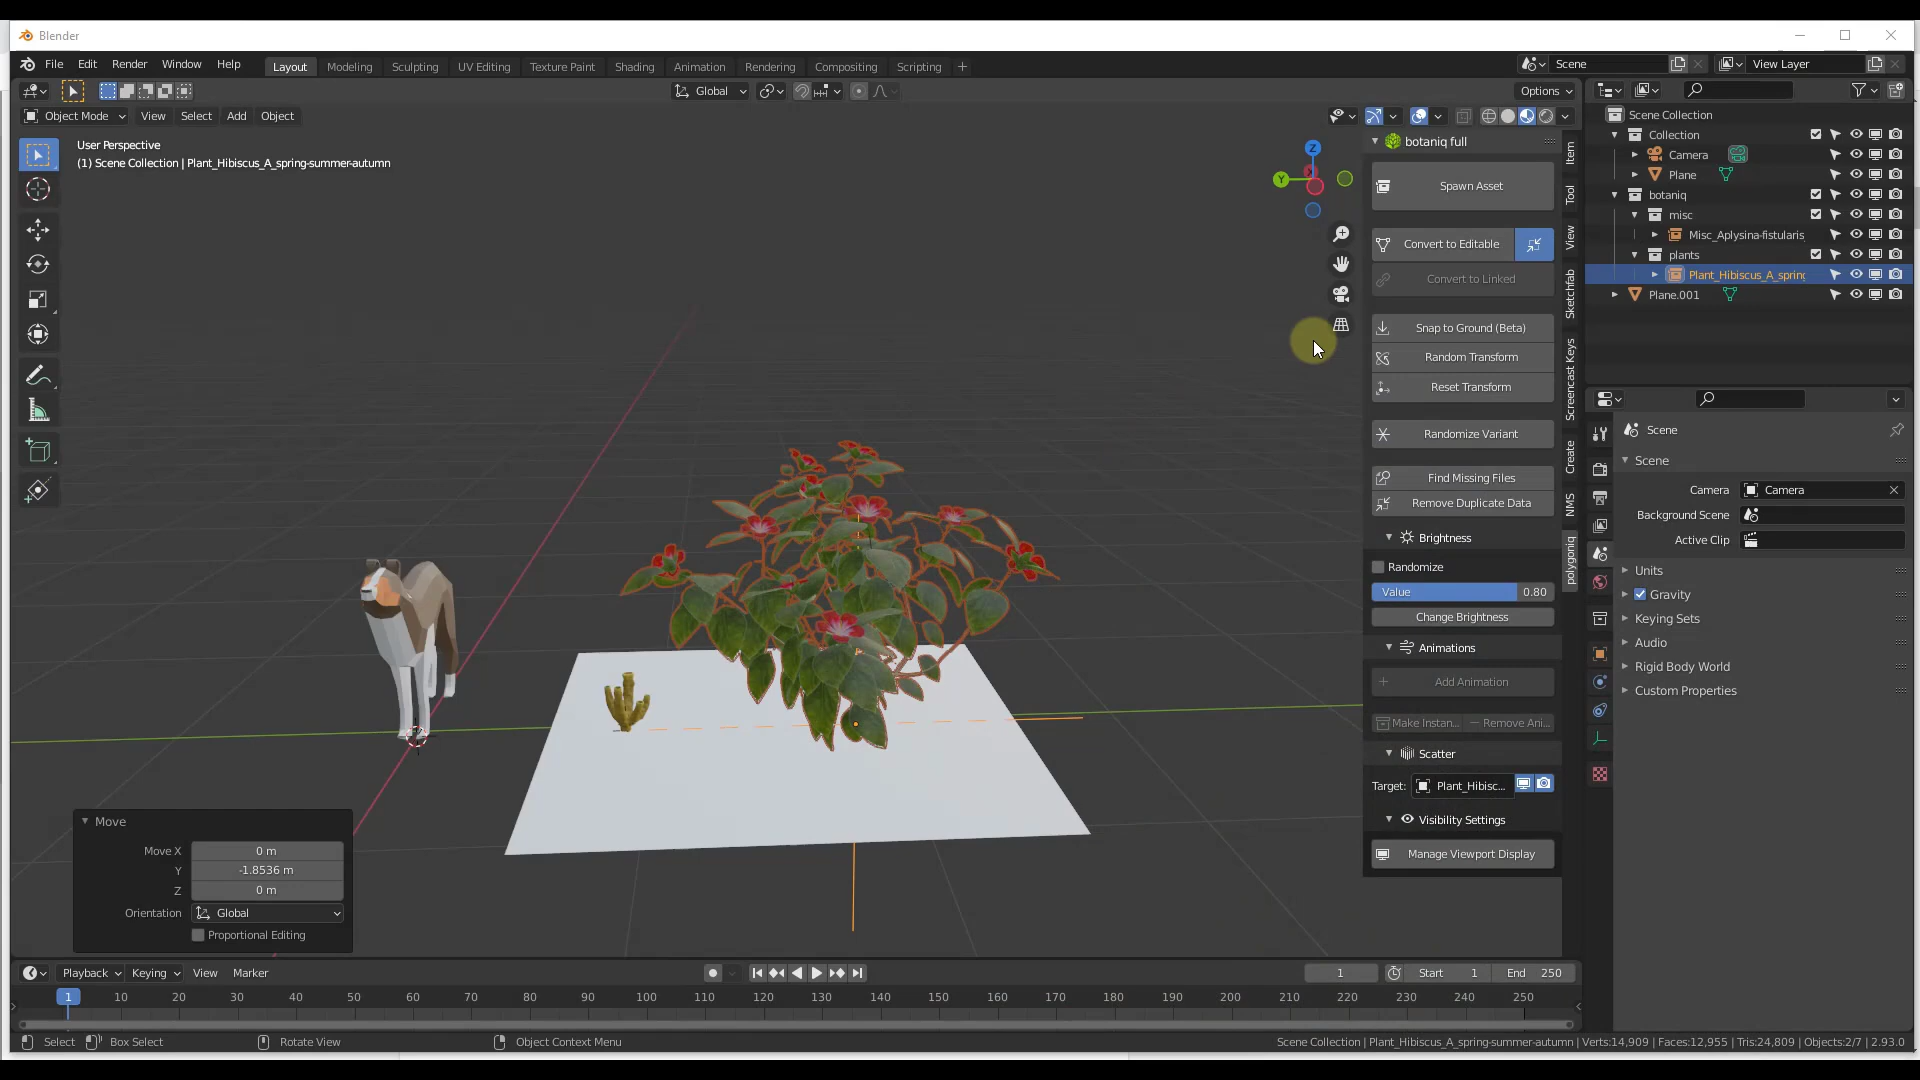 Blender
File Edit Render Window Help
Layout Modeling Sculpting UV Editing Texture Paint Shading Animation Rendering Compositing Scripting +
Scene
View Layer
Global
Options
Object Mode View Select Add Object
User Perspective
(1) Scene Collection | Plant_Hibiscus_A_spring-summer-autumn
Z
Y
botaniq full
Spawn Asset
Convert to Editable
Convert to Linked
Snap to Ground (Beta)
Random Transform
Reset Transform
Randomize Variant
Find Missing Files
Remove Duplicate Data
Brightness
Randomize
Value 0.80
Change Brightness
Animations
Add Animation
Make Instan... Remove Ani...
Scatter
Target: Plant_Hibisc...
Visibility Settings
Manage Viewport Display
Item
Tool
View
Sketchfab
Screencast Keys
Create
NMS
polygoniq
Scene Collection
Collection
Camera
Plane
botaniq
misc
Misc_Aplysina-fistularis
plants
Plant_Hibiscus_A_spring
Plane.001
Scene
Scene
Camera Camera
Background Scene
Active Clip
Units
Gravity
Keying Sets
Audio
Rigid Body World
Custom Properties
Move
Move X 0 m
Y -1.8536 m
Z 0 m
Orientation Global
Proportional Editing
Playback Keying View Marker
1 Start 1 End 250
1 10 20 30 40 50 60 70 80 90 100 110 120 130 140 150 160 170 180 190 200 210 220 230 240 250
Select Box Select Rotate View Object Context Menu
Scene Collection | Plant_Hibiscus_A_spring-summer-autumn | Verts:14,909 | Faces:12,955 | Tris:24,809 | Objects:2/7 | 2.93.0